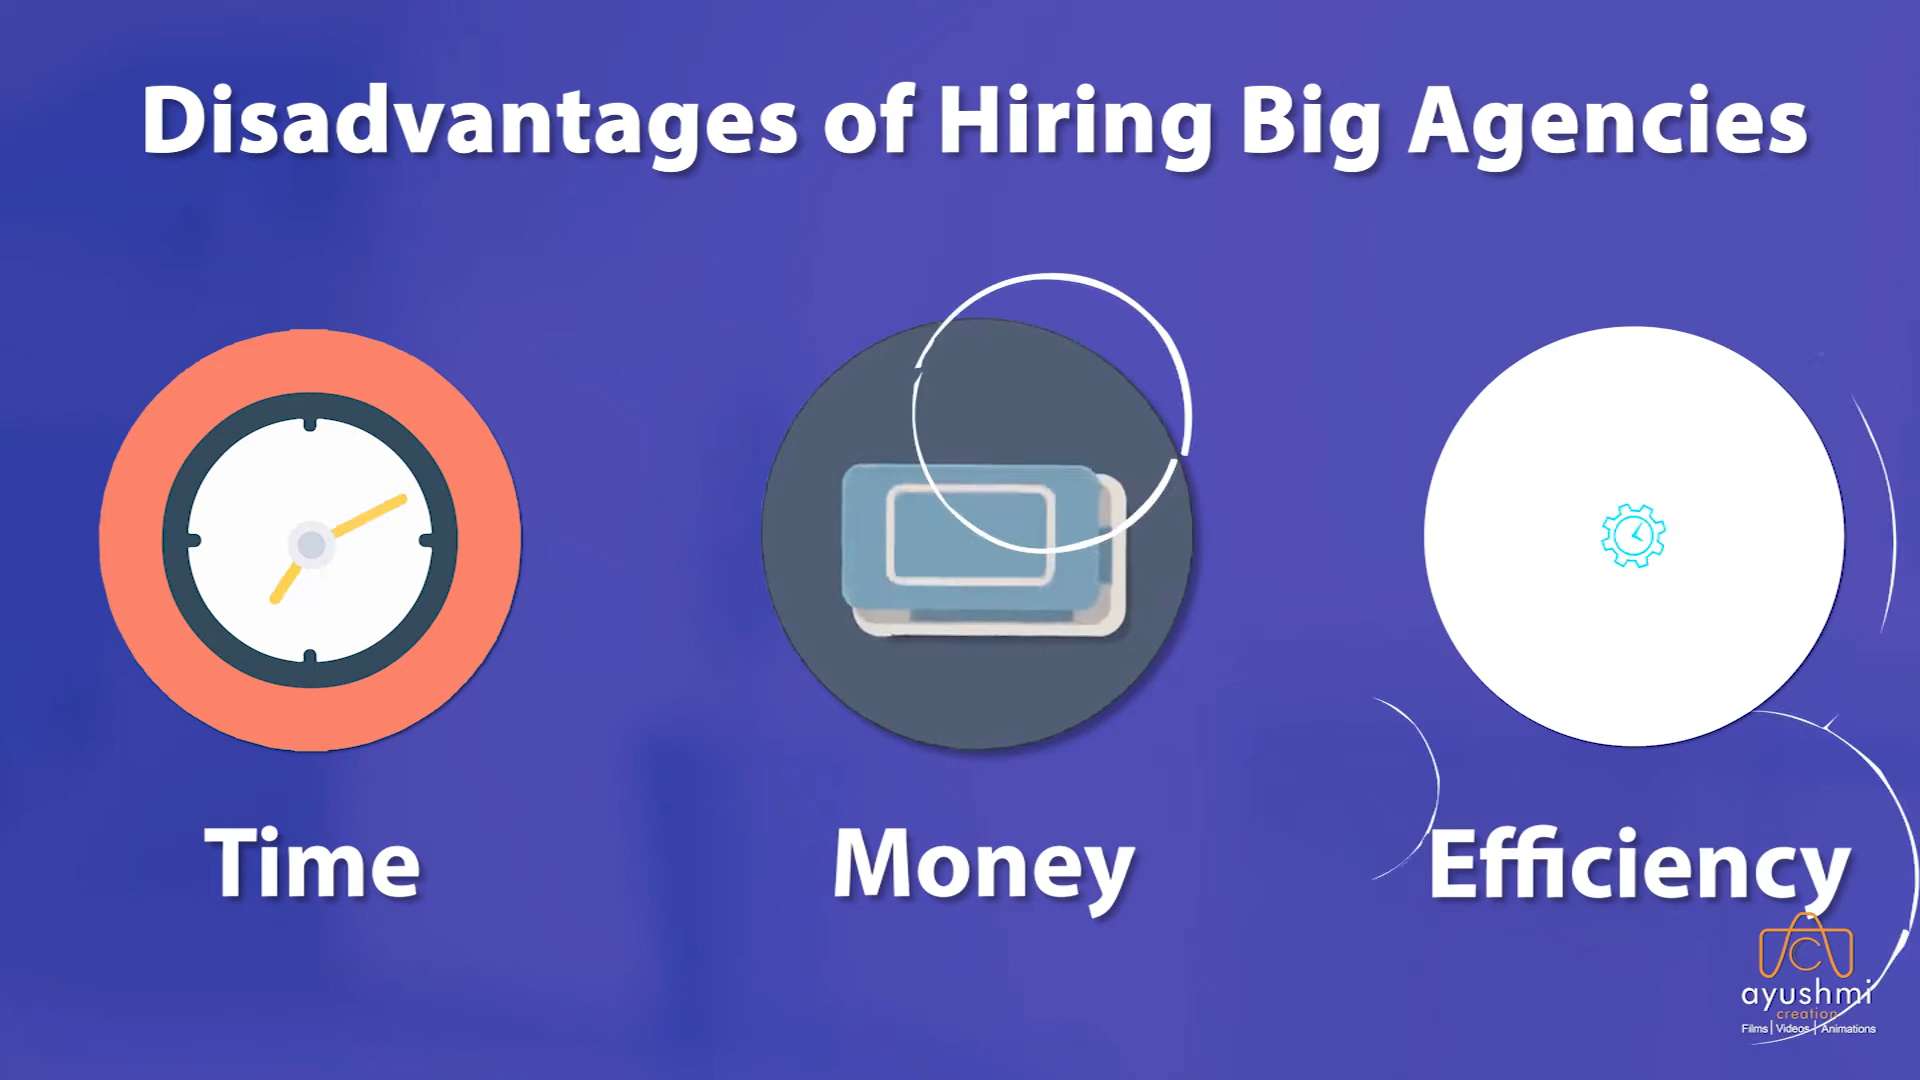 Disadvantages of Hiring Big Agencies
Time
Money
Efficiency
ayushmi
creation
Films | Videos | Animations